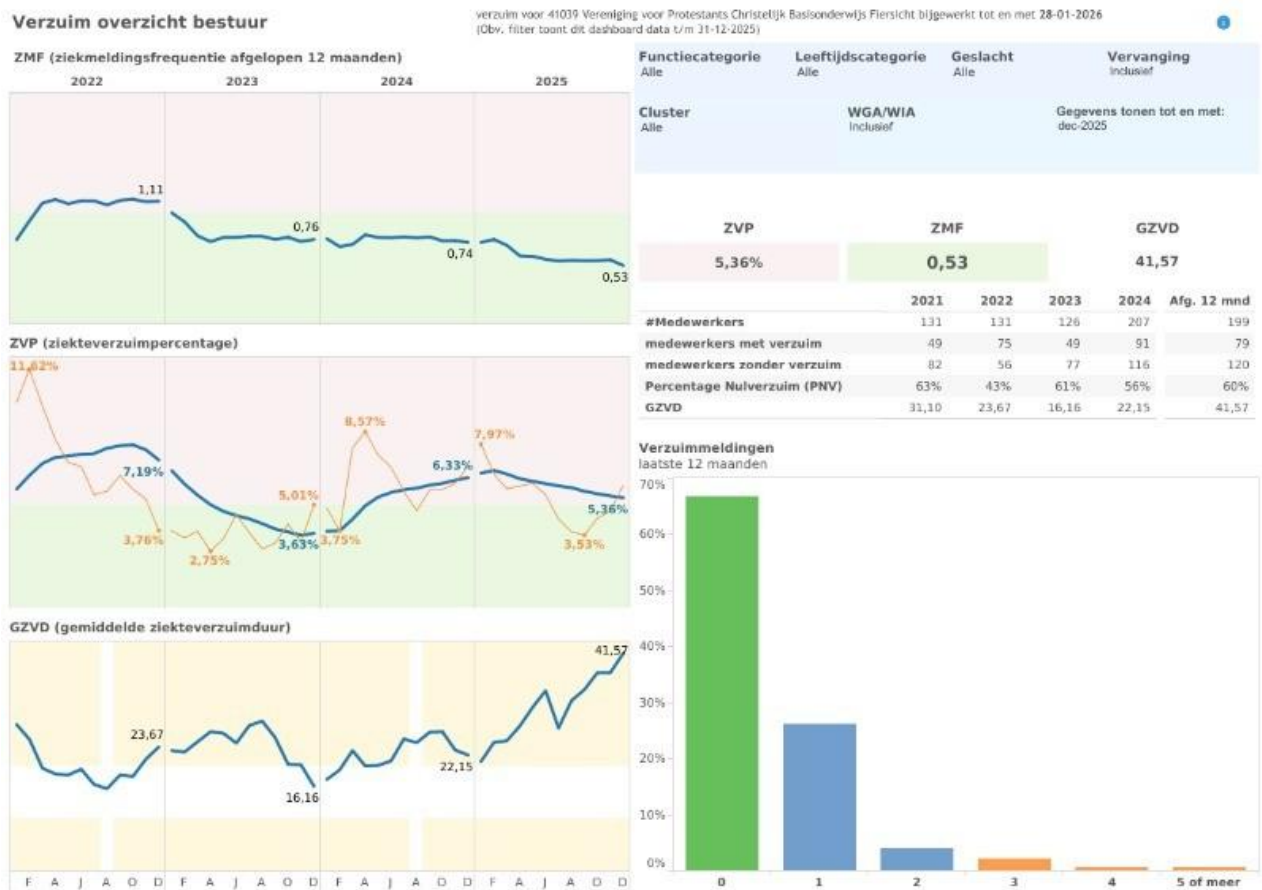 Verzuim overzicht bestuur
verzuim voor 41039 Vereniging voor Protestants Christelijk Basisonderwijs Fiersicht bijgewerkt tot en met 28-01-2026
(Obv. filter toont dit dashboard data t/m 31-12-2025)
ZMF (ziekmeldingsfrequentie afgelopen 12 maanden)
2022 2023 2024 2025
1,11
0,76
0,74
0,53
ZVP (ziekteverzuimpercentage)
11,62%
7,19%
3,76%
2,75%
5,01%
3,63%
3,75%
8,57%
6,33%
7,97%
5,36%
3,53%
GZVD (gemiddelde ziekteverzuimduur)
23,67
16,16
22,15
41,57
F A J A O D F A J A O D F A J A O D F A J A O D
Functiecategorie Leeftijdscategorie Geslacht Vervanging
Alle Alle Alle Inclusief
Cluster WGA/WIA Gegevens tonen tot en met:
Alle Inclusief dec-2025
ZVP ZMF GZVD
5,36% 0,53 41,57
2021 2022 2023 2024 Afg. 12 mnd
#Medewerkers 131 131 126 207 199
medewerkers met verzuim 49 75 49 91 79
medewerkers zonder verzuim 82 56 77 116 120
Percentage Nulverzuim (PNV) 63% 43% 61% 56% 60%
GZVD 31,10 23,67 16,16 22,15 41,57
Verzuimmeldingen
laatste 12 maanden
70%
60%
50%
40%
30%
20%
10%
0%
0 1 2 3 4 5 of meer